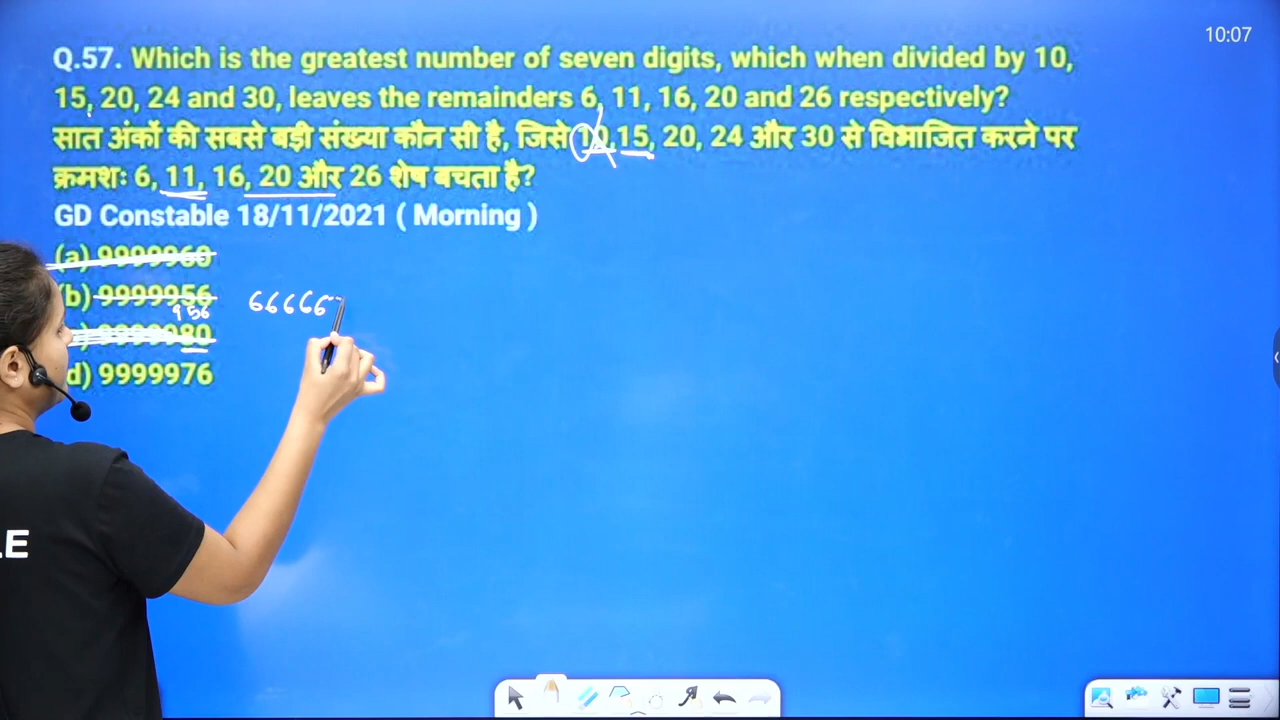 10:07
Q.57. Which is the greatest number of seven digits, which when divided by 10,
15, 20, 24 and 30, leaves the remainders 6, 11, 16, 20 and 26 respectively?
सात अंकों की सबसे बड़ी संख्या कौन सी है, जिसे 10,15, 20, 24 और 30 से विभाजित करने पर
क्रमशः 6, 11, 16, 20 और 26 शेष बचता है?
GD Constable 18/11/2021 ( Morning )
(a) 9999960
(b) 9999956
956
66666
9999980
d) 9999976
LE